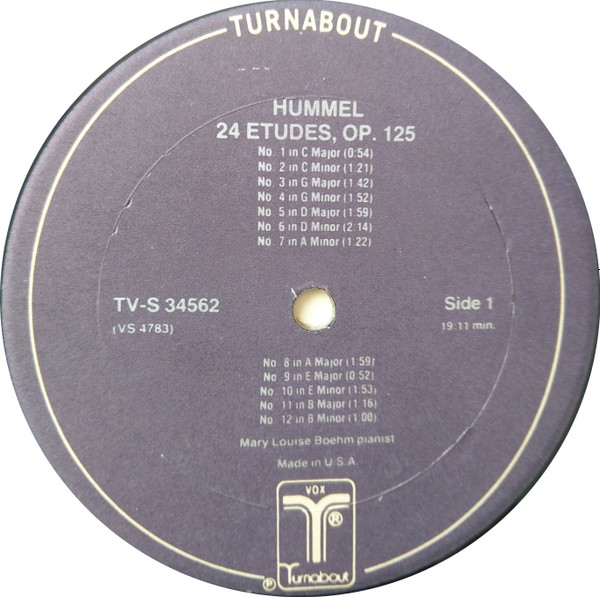 TURNABOUT
HUMMEL
24 ETUDES, OP. 125
No. 1 in C Major (0:54)
No. 2 in C Minor (1:21)
No. 3 in G Major (1:42)
No. 4 in G Minor (1:52)
No. 5 in D Major (1:59)
No. 6 in D Minor (2:14)
No. 7 in A Minor (1:22)
TV-S 34562
Side 1
(VS 4783)
19:11 min.
No. 8 in A Major (1:59)
No. 9 in E Major (0:52)
No. 10 in E Minor (1:53)
No. 11 in B Major (1:16)
No. 12 in B Minor (1:00)
Mary Louise Boehm pianist
Made in U.S.A.
VOX
T ®
Turnabout
℗